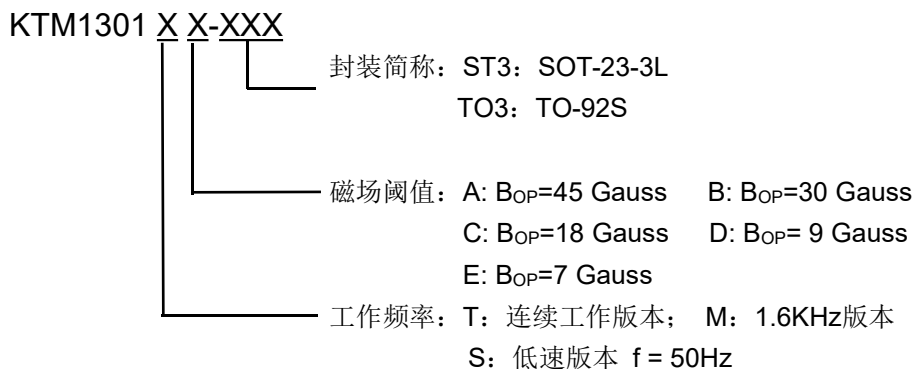 KTM1301 X X-XXX
封装简称：ST3：SOT-23-3L
TO3：TO-92S
磁场阈值：A: BOP=45 Gauss B: BOP=30 Gauss
C: BOP=18 Gauss D: BOP= 9 Gauss
E: BOP=7 Gauss
工作频率：T：连续工作版本； M：1.6KHz版本
S：低速版本 f = 50Hz